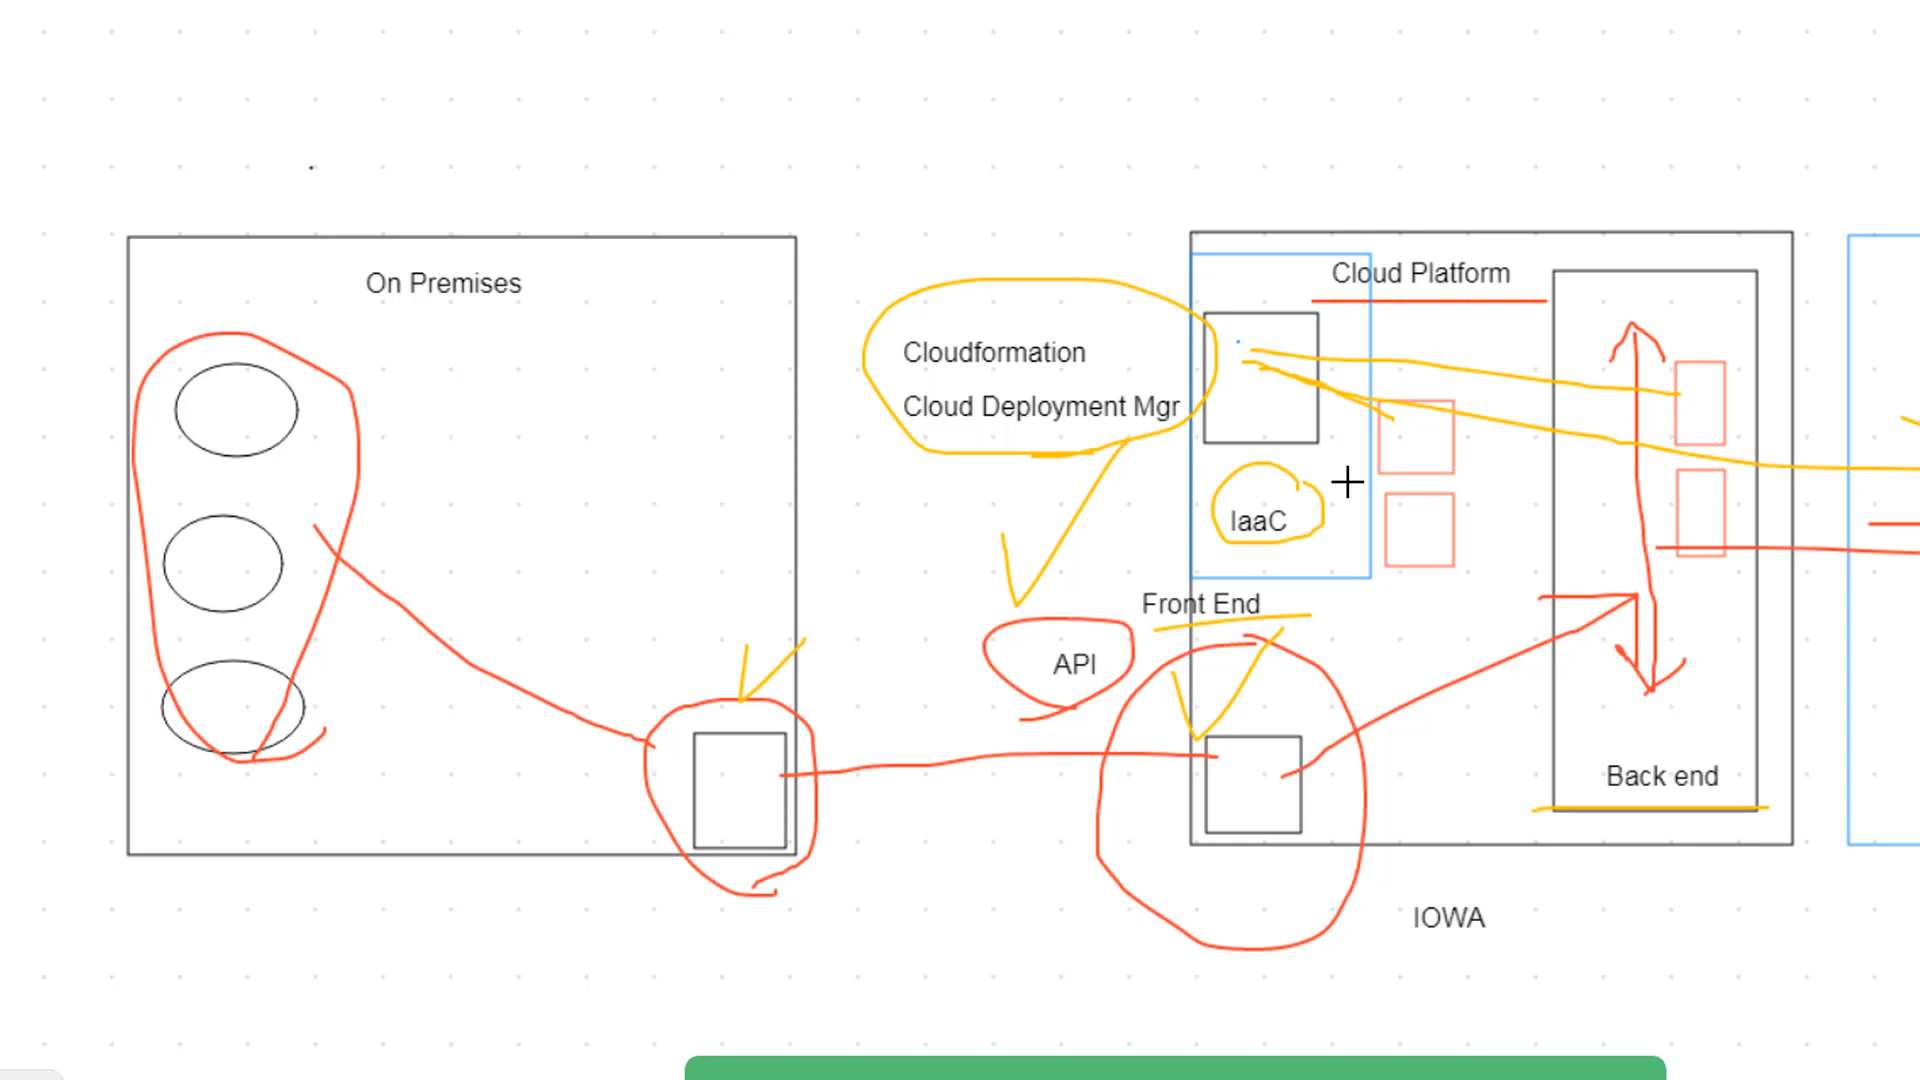 On Premises
Cloudformation
Cloud Deployment Mgr
API
Cloud Platform
IaaC
Front End
Back end
IOWA